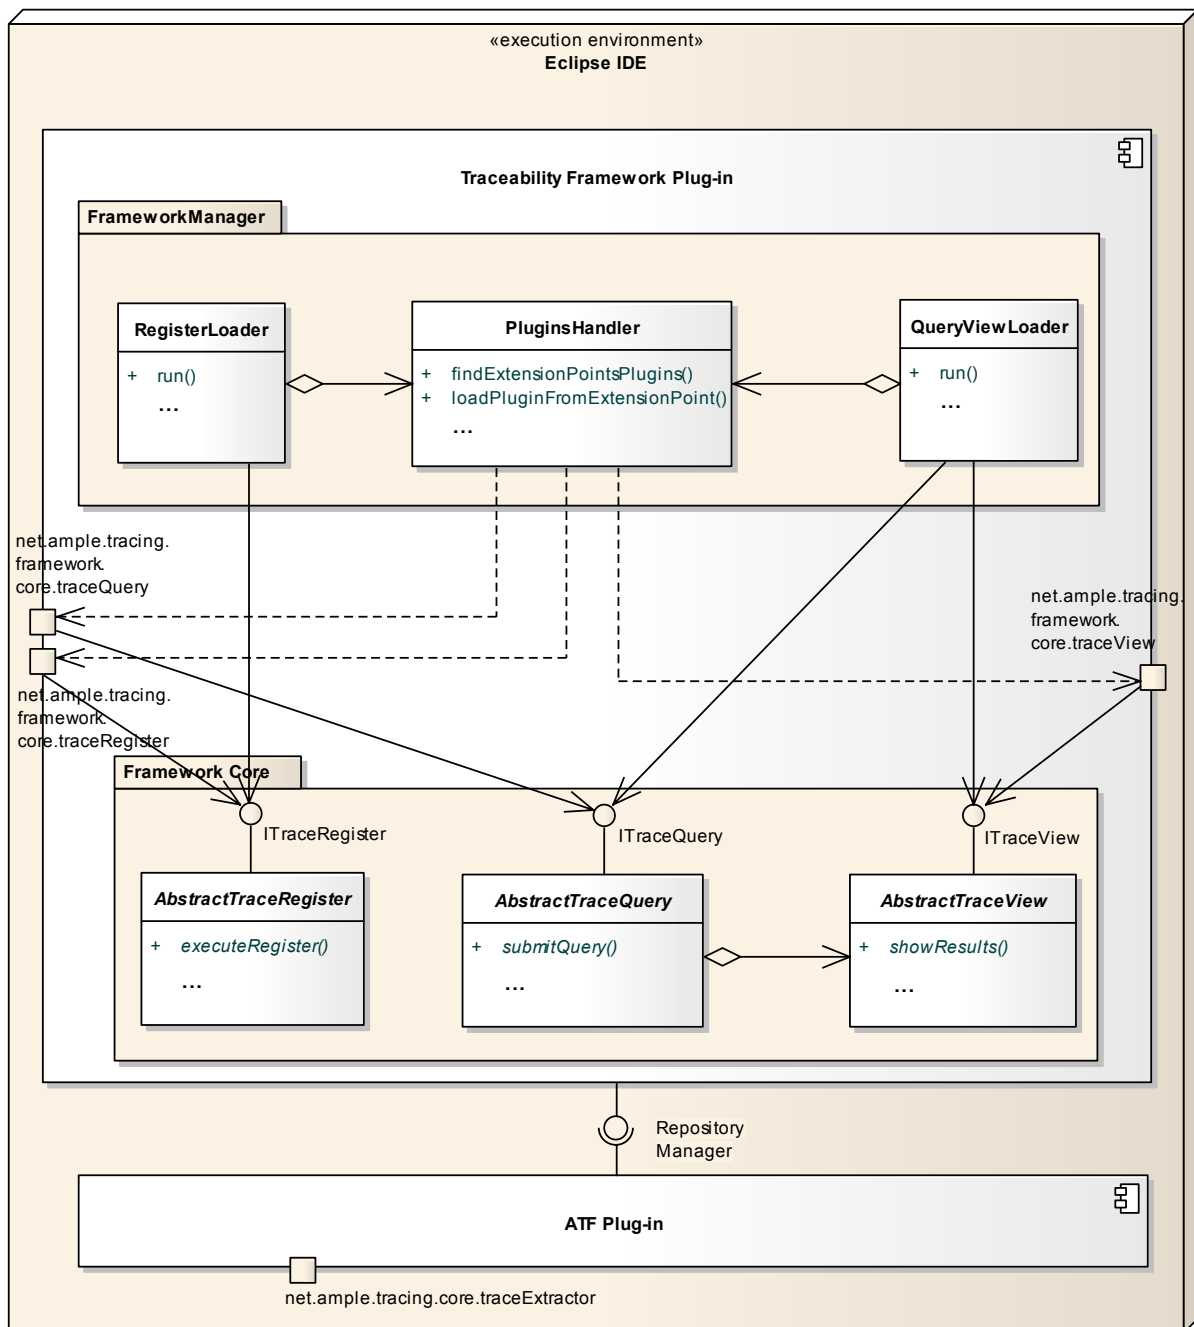 «execution environment»
Eclipse IDE
Traceability Framework Plug-in
FrameworkManager
RegisterLoader
+ run()
...
PluginsHandler
+ findExtensionPointsPlugins()
+ loadPluginFromExtensionPoint()
...
QueryViewLoader
+ run()
...
net.ample.tracing.
framework.
core.traceQuery
net.ample.tracing.
framework.
core.traceView
net.ample.tracing.
framework.
core.traceRegister
Framework Core
ITraceRegister
ITraceQuery
ITraceView
AbstractTraceRegister
+ executeRegister()
...
AbstractTraceQuery
+ submitQuery()
...
AbstractTraceView
+ showResults()
...
Repository
Manager
ATF Plug-in
net.ample.tracing.core.traceExtractor